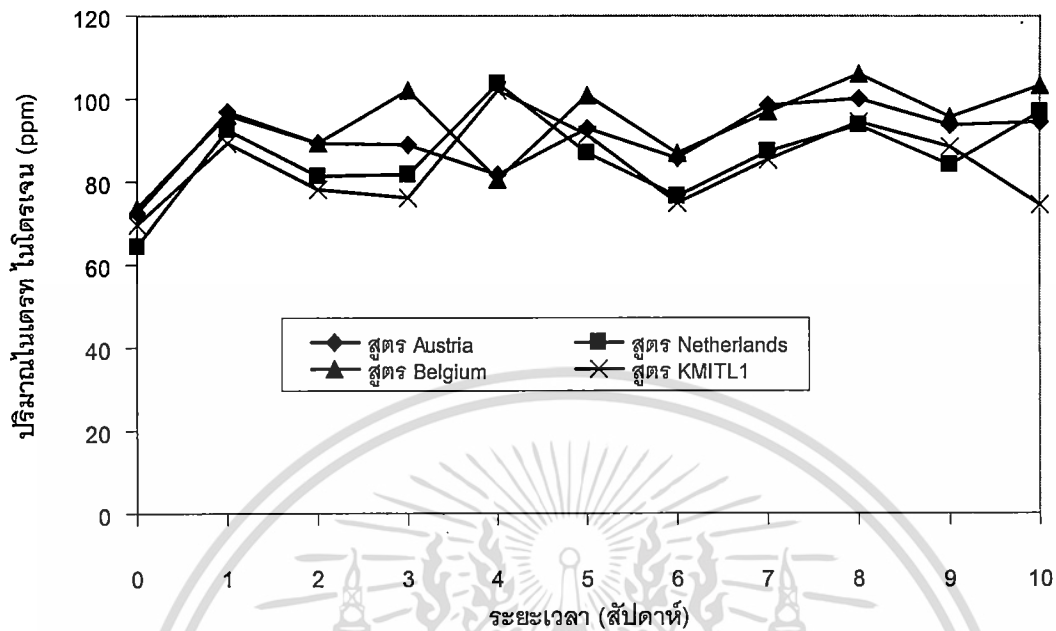 120
100
80
60
40
20
0
ปริมาณไนเตรท ไนโตรเจน (ppm)
สูตร Austria
สูตร Netherlands
สูตร Belgium
สูตร KMITL1
0 1 2 3 4 5 6 7 8 9 10
ระยะเวลา (สัปดาห์)